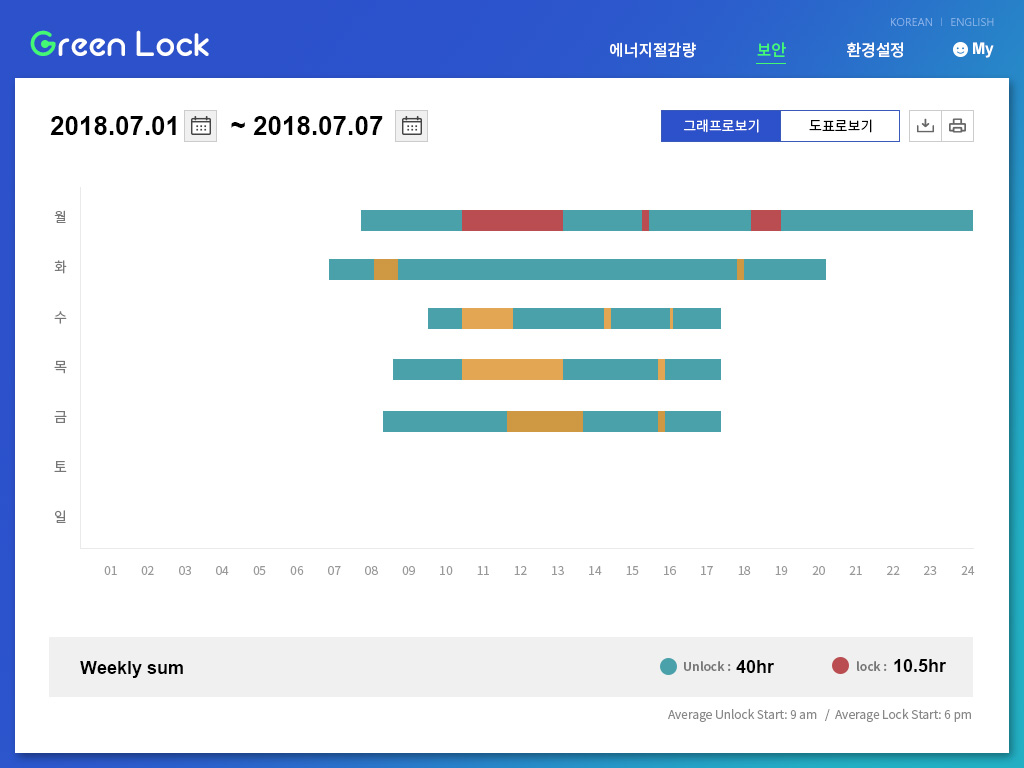 Green Lock
KOREAN | ENGLISH
에너지절감량 보안 환경설정 My
2018.07.01 ~ 2018.07.07
그래프로보기 도표로보기
월
화
수
목
금
토
일
01 02 03 04 05 06 07 08 09 10 11 12 13 14 15 16 17 18 19 20 21 22 23 24
Weekly sum Unlock : 40hr lock : 10.5hr
Average Unlock Start: 9 am / Average Lock Start: 6 pm